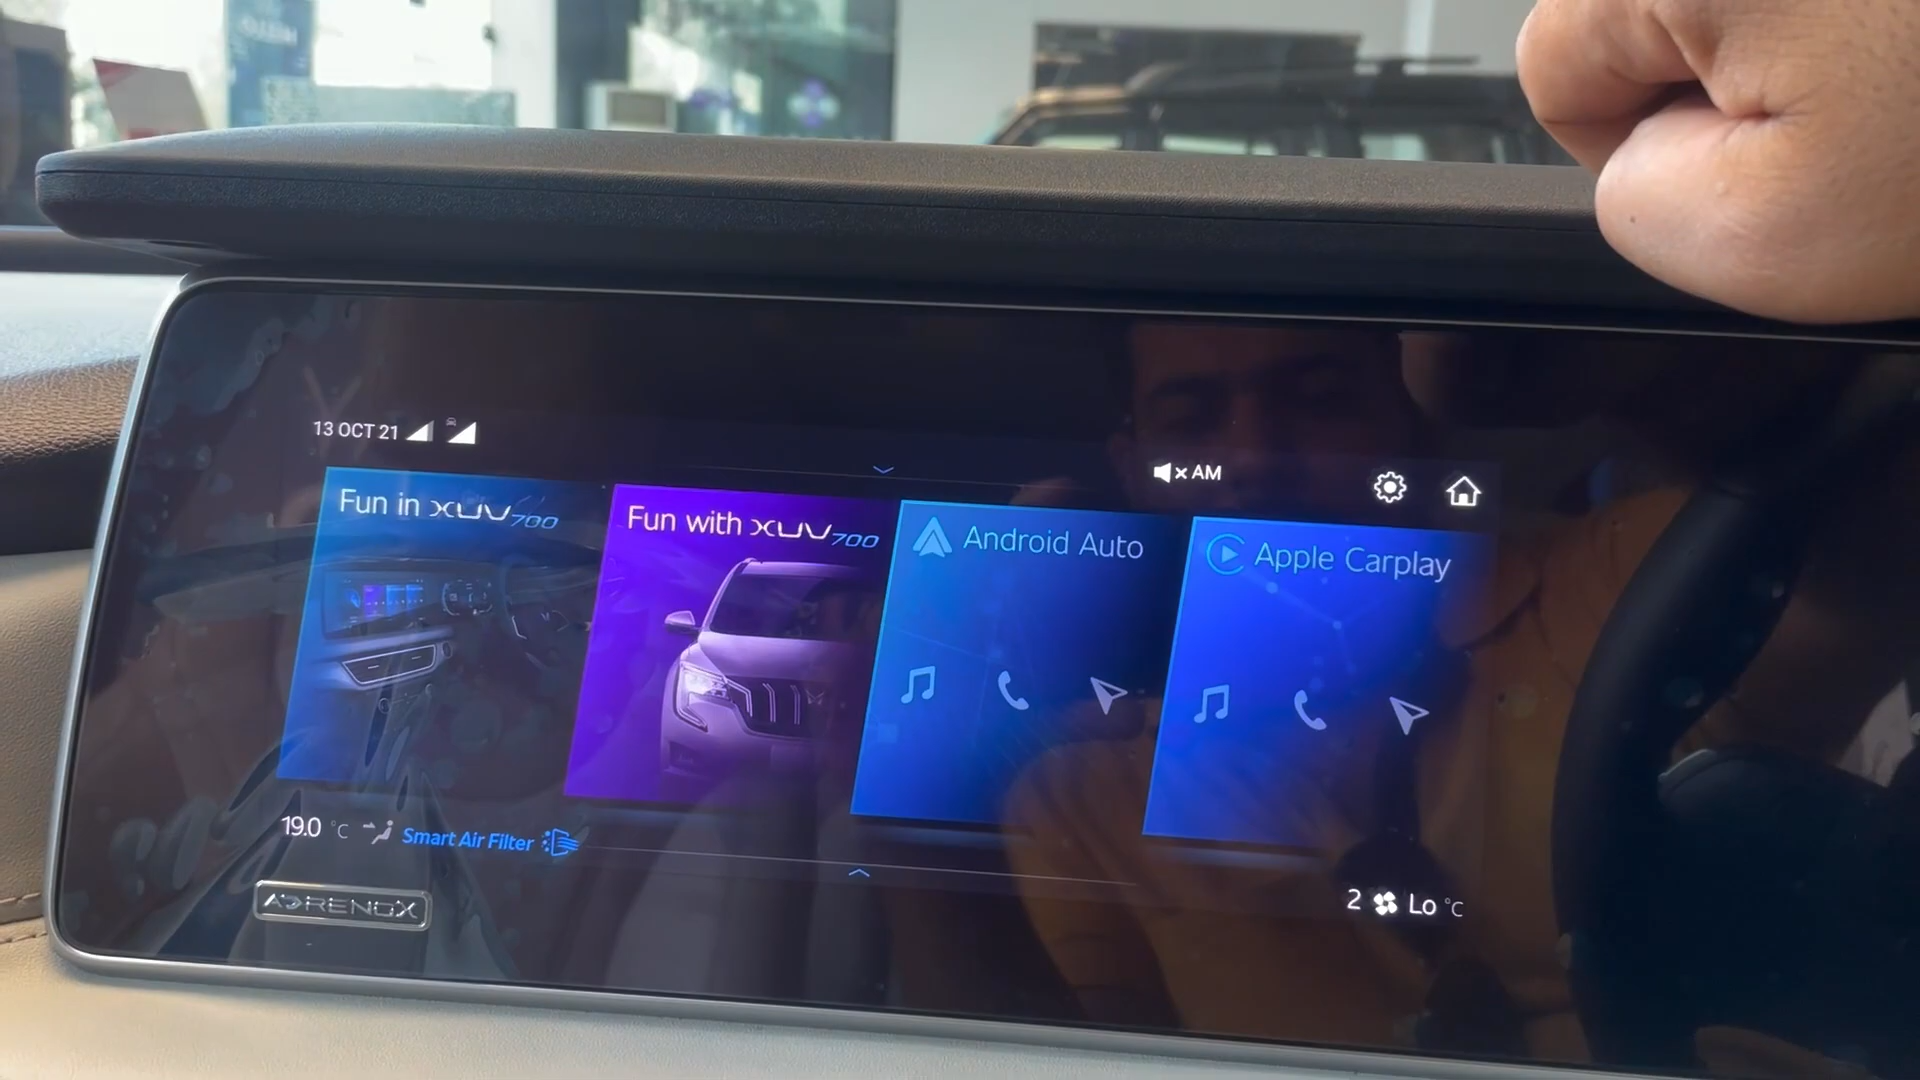 13 OCT 21
AM
Fun in XUV700
Fun with XUV700
Android Auto
Apple Carplay
19.0 °C
Smart Air Filter
2 Lo °C
ADRENOX